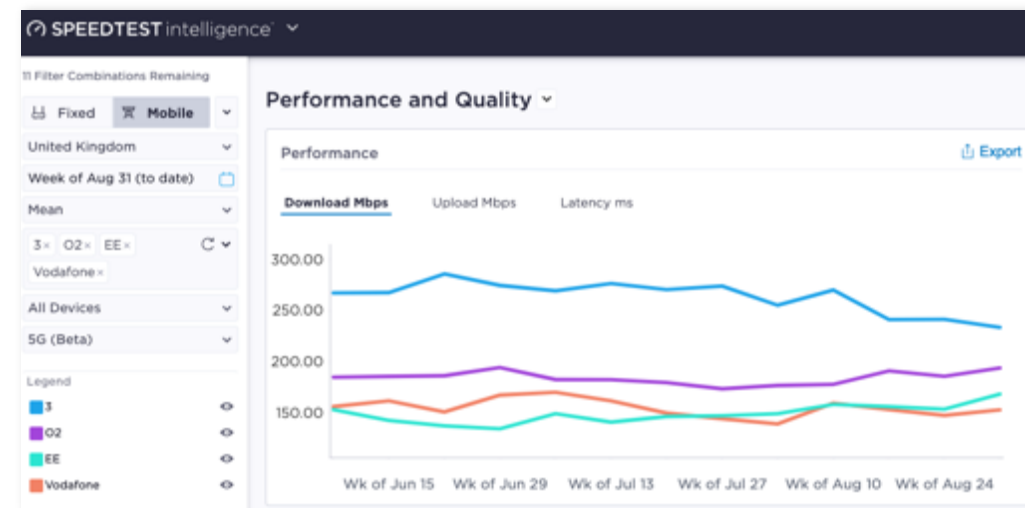 SPEEDTEST intelligence
11 Filter Combinations Remaining
Fixed Mobile
United Kingdom
Week of Aug 31 (to date)
Mean
3× O2× EE×
Vodafone×
All Devices
5G (Beta)
Legend
3
O2
EE
Vodafone
Performance and Quality
Performance
Export
Download Mbps Upload Mbps Latency ms
300.00
250.00
200.00
150.00
Wk of Jun 15 Wk of Jun 29 Wk of Jul 13 Wk of Jul 27 Wk of Aug 10 Wk of Aug 24